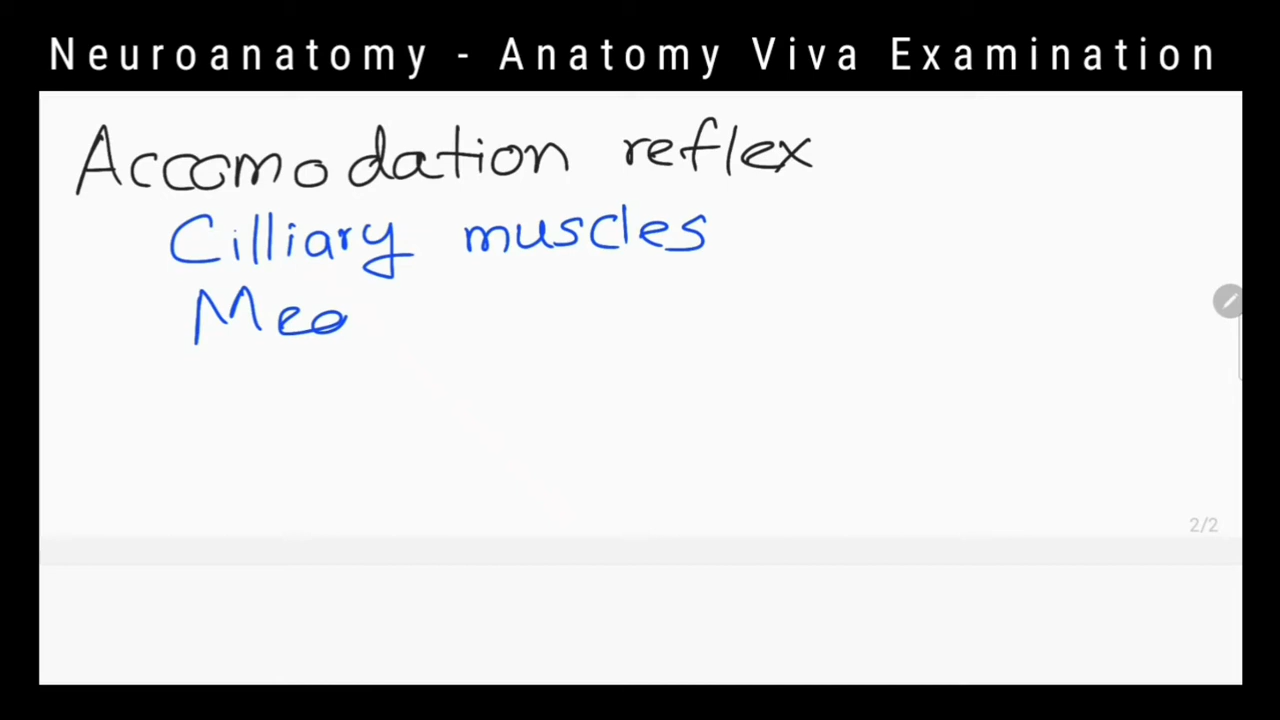 Neuroanatomy - Anatomy Viva Examination
Accomodation reflex
Cilliary muscles
Meo
2/2